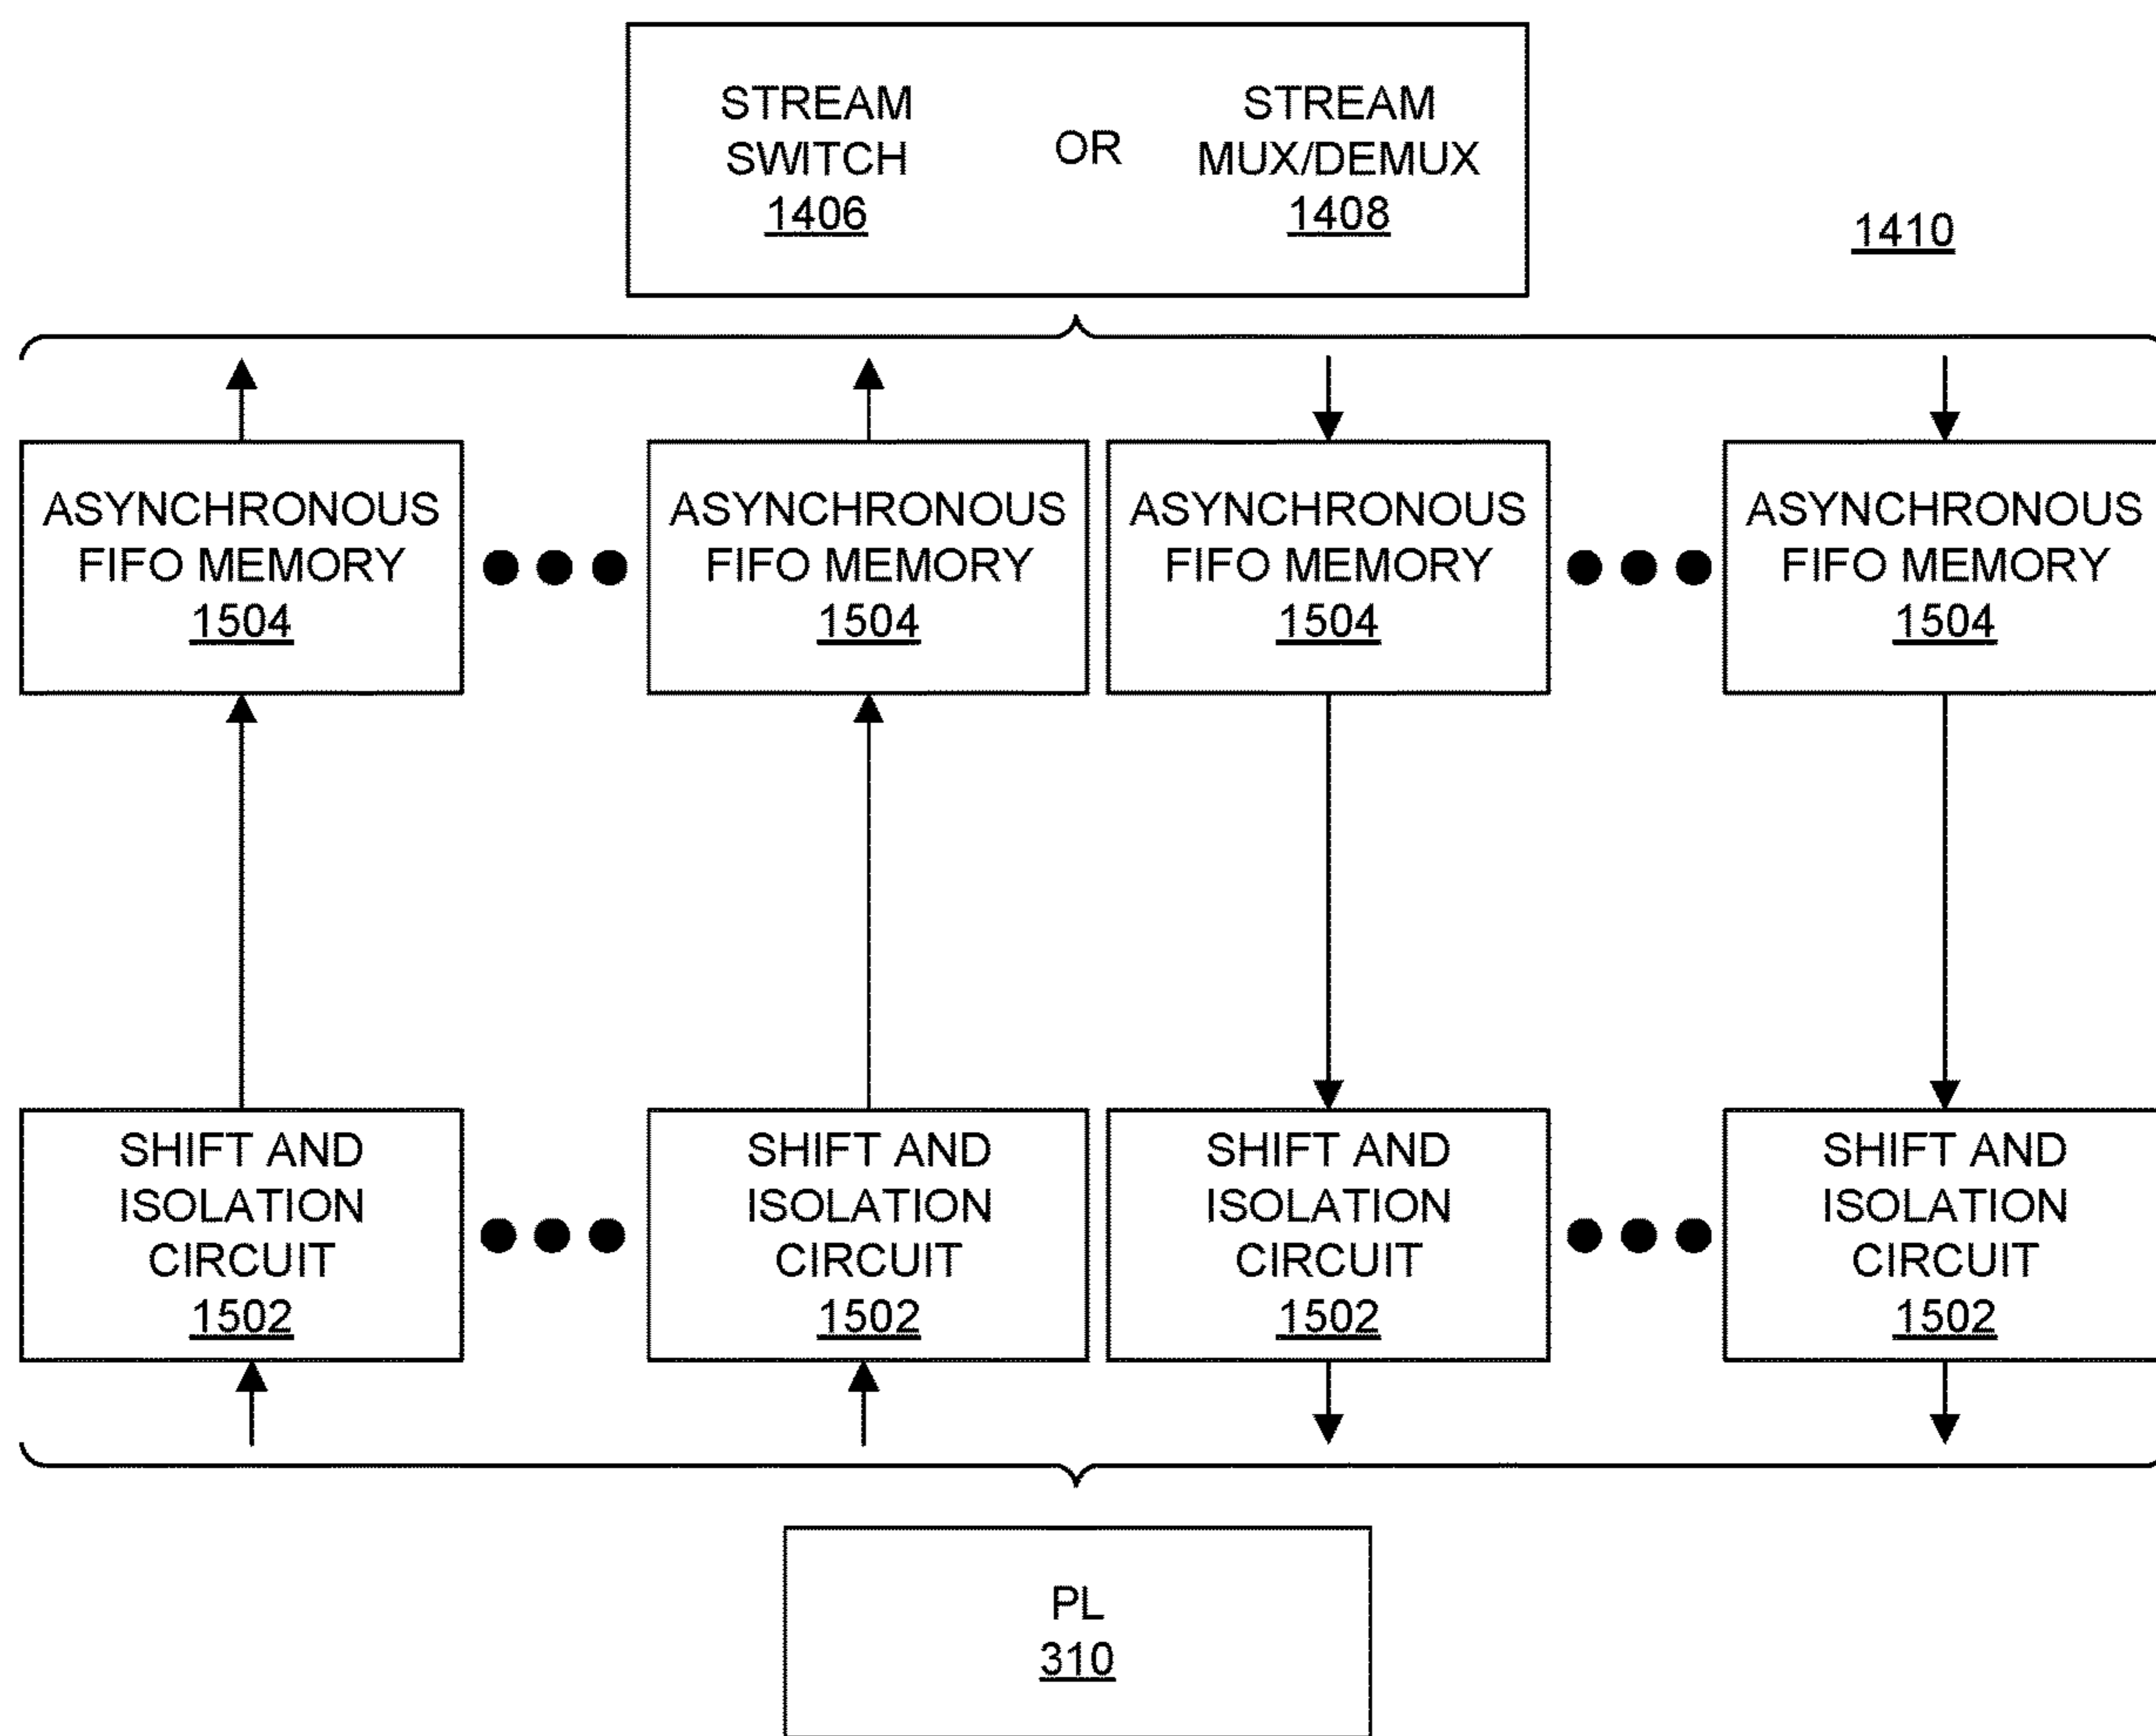 STREAM
SWITCH
1406
OR
STREAM
MUX/DEMUX
1408
1410
ASYNCHRONOUS
FIFO MEMORY
1504
ASYNCHRONOUS
FIFO MEMORY
1504
ASYNCHRONOUS
FIFO MEMORY
1504
ASYNCHRONOUS
FIFO MEMORY
1504
SHIFT AND
ISOLATION
CIRCUIT
1502
SHIFT AND
ISOLATION
CIRCUIT
1502
SHIFT AND
ISOLATION
CIRCUIT
1502
SHIFT AND
ISOLATION
CIRCUIT
1502
PL
310